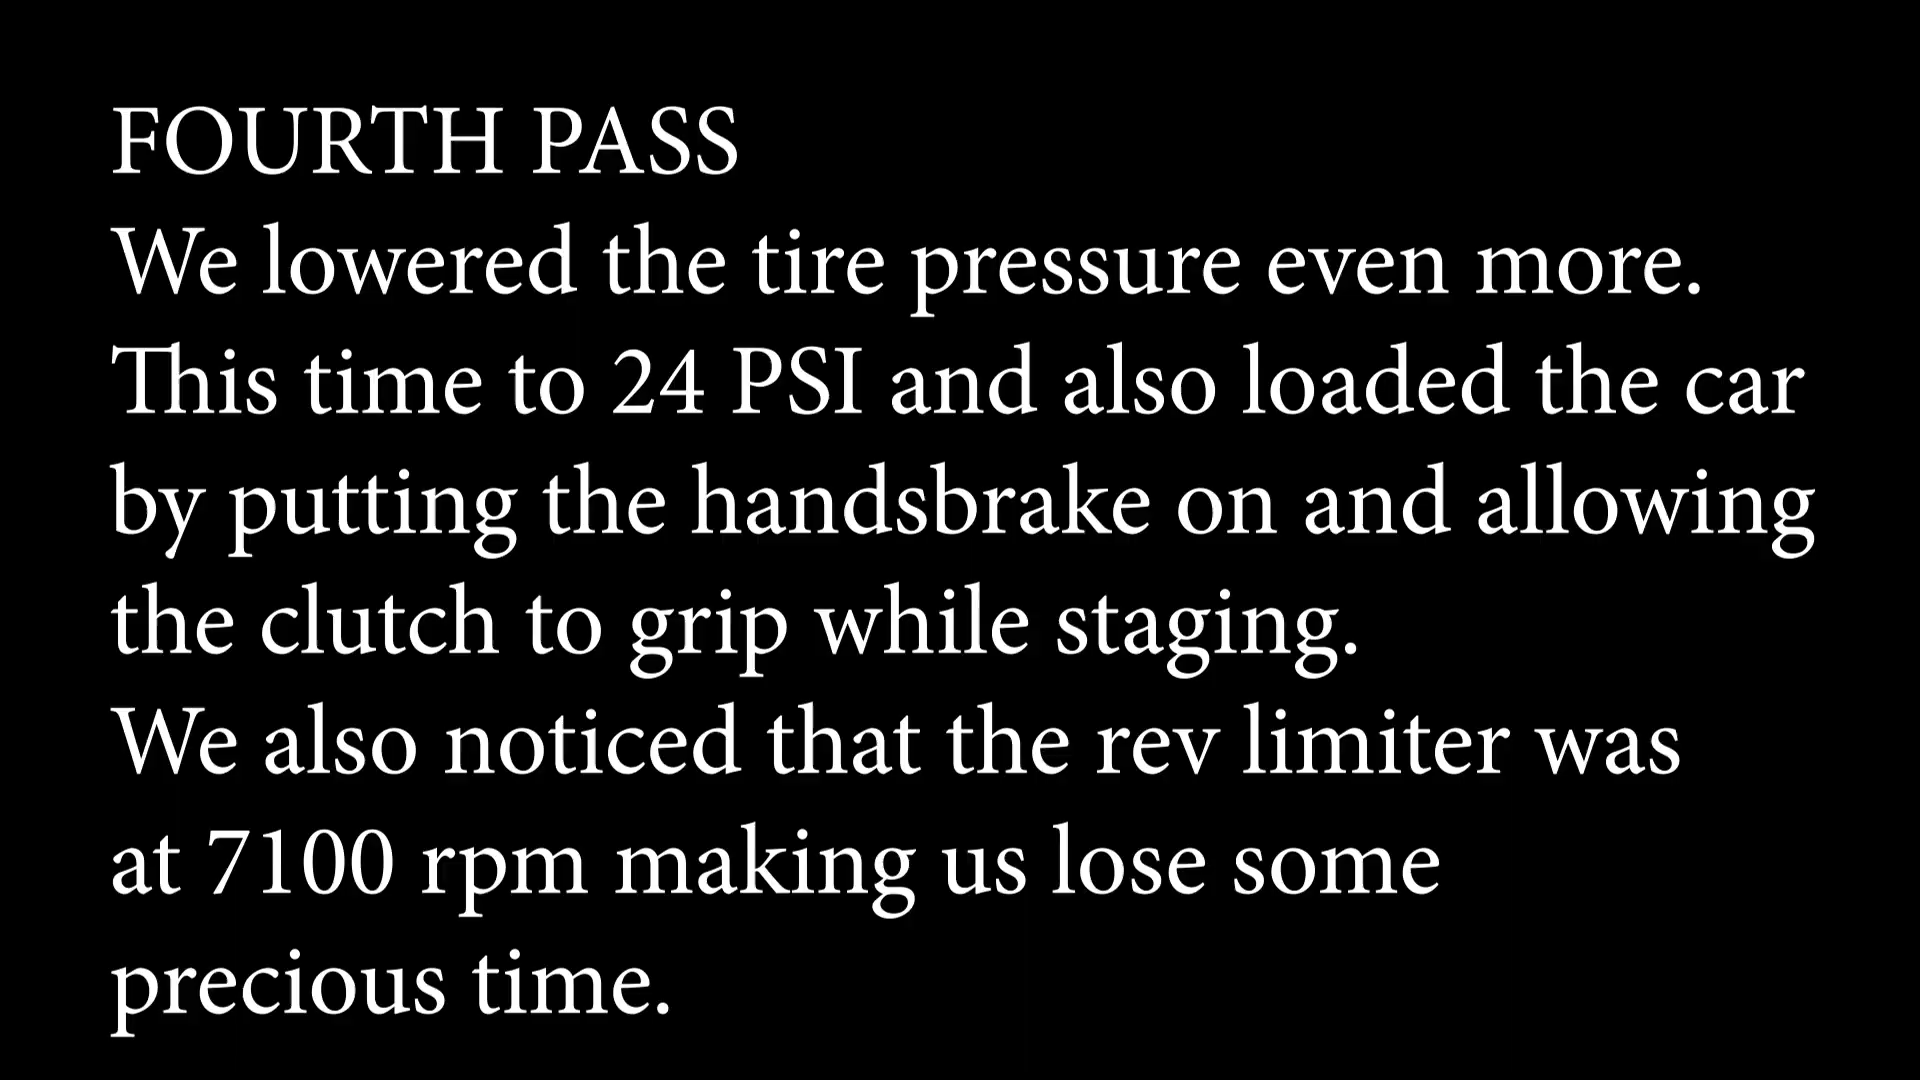 FOURTH PASS
We lowered the tire pressure even more.
This time to 24 PSI and also loaded the car
by putting the handsbrake on and allowing
the clutch to grip while staging.
We also noticed that the rev limiter was
at 7100 rpm making us lose some
precious time.